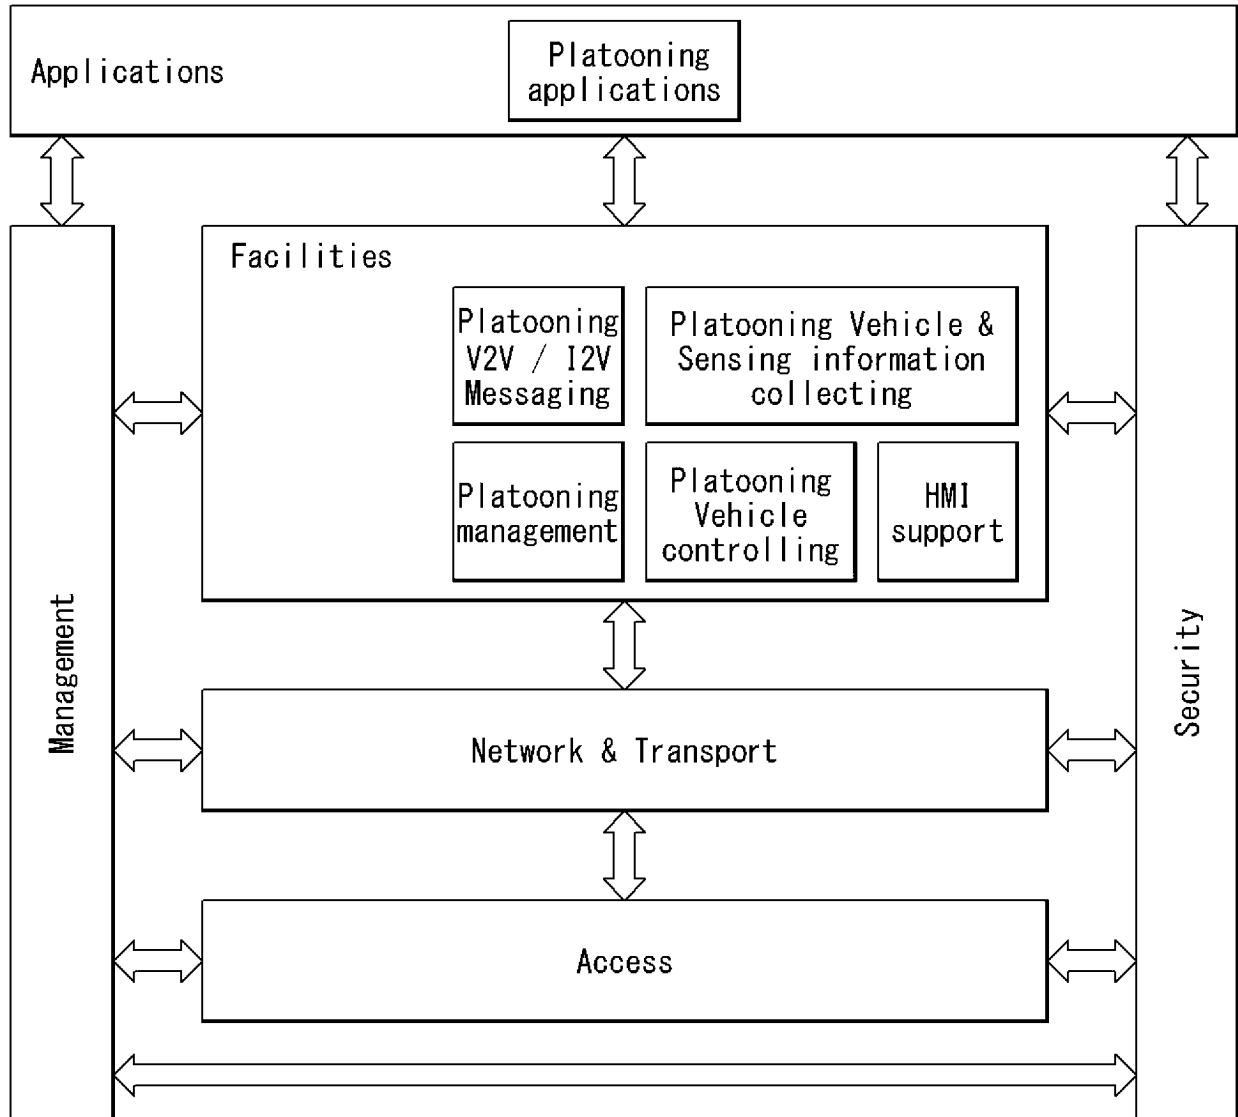 Applications
Platooning
applications
Facilities
Platooning
V2V / I2V
Messaging
Platooning Vehicle &
Sensing information
collecting
Platooning
management
Platooning
Vehicle
controlling
HMI
support
Management
Security
Network & Transport
Access